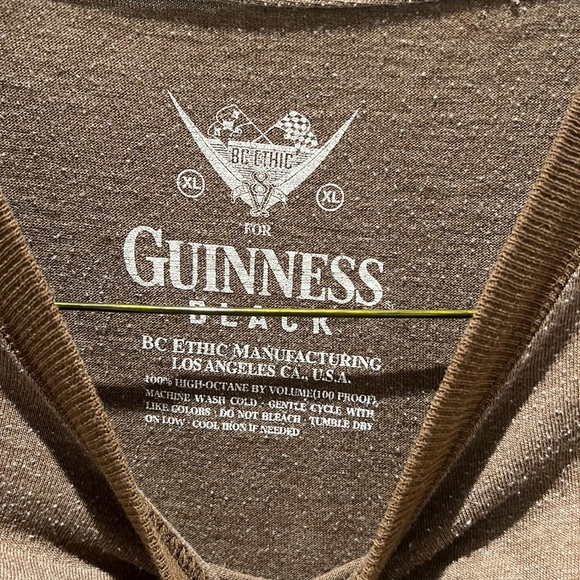 BC ETHIC
V8
XL XL
FOR
GUINNESS
BLACK
BC ETHIC MANUFACTURING
LOS ANGELES CA., U.S.A.
100% HIGH-OCTANE BY VOLUME(100 PROOF),
MACHINE WASH COLD · GENTLE CYCLE WITH
LIKE COLORS · DO NOT BLEACH · TUMBLE DRY
ON LOW · COOL IRON IF NEEDED